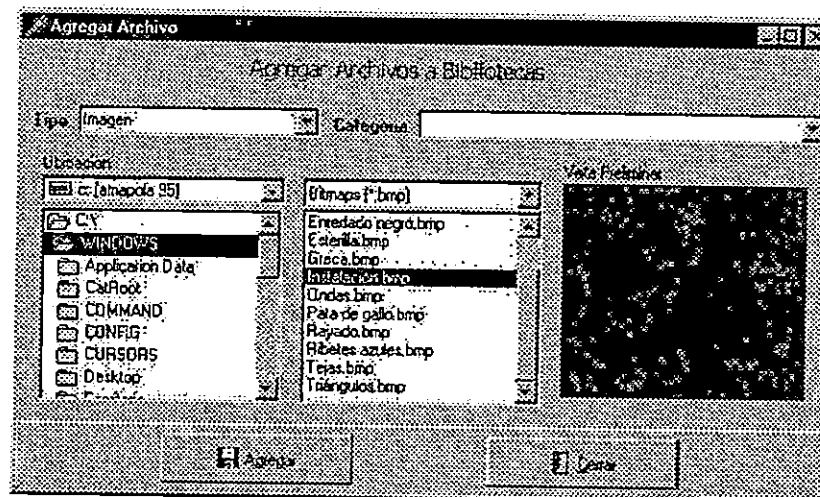 Agregar Archivo
Agregar Archivos a Bibliotecas
Tipo Imagen Categoria
Ubicacion
Vista Preliminar
c: [amapola 95]
Bitmaps (*.bmp)
C:\
WINDOWS
Application Data
CatRoot
COMMAND
CONFIG
CURSORS
Desktop
Enredado negro.bmp
Esterilla.bmp
Greca.bmp
Instalación.bmp
Ondas.bmp
Pata de gallo.bmp
Rayado.bmp
Ribetes azules.bmp
Tejas.bmp
Triángulos.bmp
Agregar
Cerrar